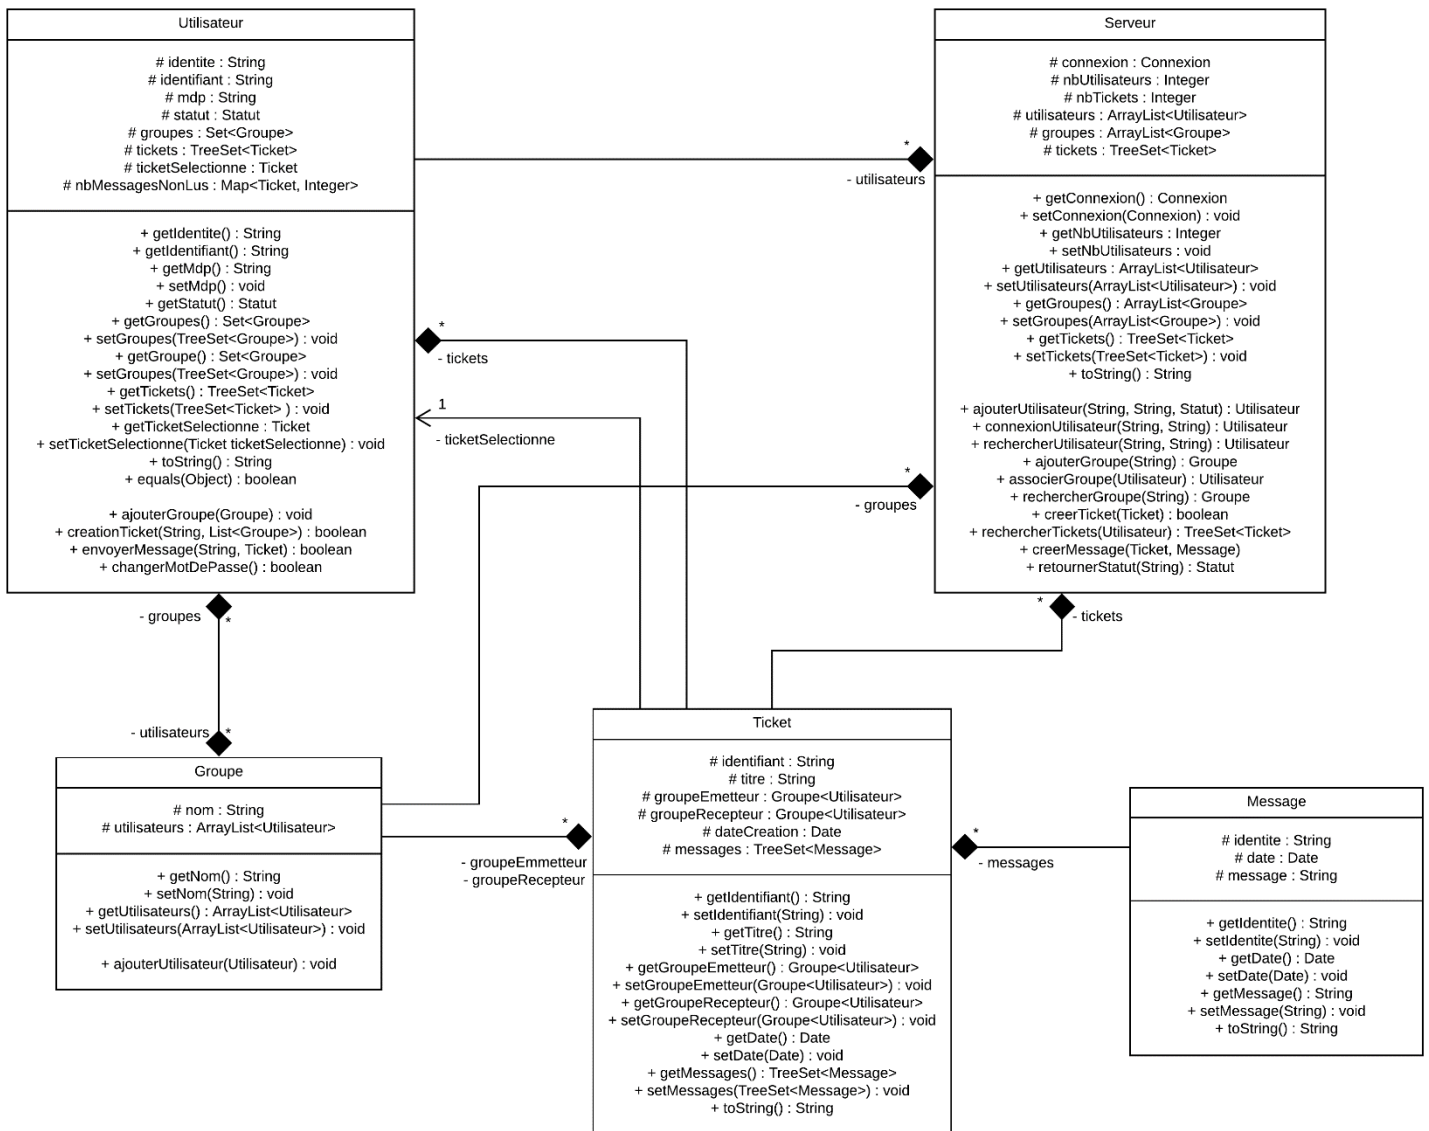 Utilisateur
# identite : String
# identifiant : String
# mdp : String
# statut : Statut
# groupes : Set<Groupe>
# tickets : TreeSet<Ticket>
# ticketSelectionne : Ticket
# nbMessagesNonLus : Map<Ticket, Integer>
+ getIdentite() : String
+ getIdentifiant() : String
+ getMdp() : String
+ setMdp() : void
+ getStatut() : Statut
+ getGroupes() : Set<Groupe>
+ setGroupes(TreeSet<Groupe>) : void
+ getGroupe() : Set<Groupe>
+ setGroupes(TreeSet<Groupe>) : void
+ getTickets() : TreeSet<Ticket>
+ setTickets(TreeSet<Ticket> ) : void
+ getTicketSelectionne : Ticket
+ setTicketSelectionne(Ticket ticketSelectionne) : void
+ toString() : String
+ equals(Object) : boolean
+ ajouterGroupe(Groupe) : void
+ creationTicket(String, List<Groupe>) : boolean
+ envoyerMessage(String, Ticket) : boolean
+ changerMotDePasse() : boolean
Serveur
# connexion : Connexion
# nbUtilisateurs : Integer
# nbTickets : Integer
# utilisateurs : ArrayList<Utilisateur>
# groupes : ArrayList<Groupe>
# tickets : TreeSet<Ticket>
+ getConnexion() : Connexion
+ setConnexion(Connexion) : void
+ getNbUtilisateurs : Integer
+ setNbUtilisateurs : void
+ getUtilisateurs : ArrayList<Utilisateur>
+ setUtilisateurs(ArrayList<Utilisateur>) : void
+ getGroupes() : ArrayList<Groupe>
+ setGroupes(ArrayList<Groupe>) : void
+ getTickets() : TreeSet<Ticket>
+ setTickets(TreeSet<Ticket>) : void
+ toString() : String
+ ajouterUtilisateur(String, String, Statut) : Utilisateur
+ connexionUtilisateur(String, String) : Utilisateur
+ rechercherUtilisateur(String, String) : Utilisateur
+ ajouterGroupe(String) : Groupe
+ associerGroupe(Utilisateur) : Utilisateur
+ rechercherGroupe(String) : Groupe
+ creerTicket(Ticket) : boolean
+ rechercherTickets(Utilisateur) : TreeSet<Ticket>
+ creerMessage(Ticket, Message)
+ retournerStatut(String) : Statut
*
- utilisateurs
*
- tickets
1
- ticketSelectionne
*
- groupes
- groupes
*
* - tickets
- utilisateurs *
Groupe
# nom : String
# utilisateurs : ArrayList<Utilisateur>
+ getNom() : String
+ setNom(String) : void
+ getUtilisateurs() : ArrayList<Utilisateur>
+ setUtilisateurs(ArrayList<Utilisateur>) : void
+ ajouterUtilisateur(Utilisateur) : void
*
- groupeEmmetteur
- groupeRecepteur
Ticket
# identifiant : String
# titre : String
# groupeEmetteur : Groupe<Utilisateur>
# groupeRecepteur : Groupe<Utilisateur>
# dateCreation : Date
# messages : TreeSet<Message>
+ getIdentifiant() : String
+ setIdentifiant(String) : void
+ getTitre() : String
+ setTitre(String) : void
+ getGroupeEmetteur() : Groupe<Utilisateur>
+ setGroupeEmetteur(Groupe<Utilisateur>) : void
+ getGroupeRecepteur() : Groupe<Utilisateur>
+ setGroupeRecepteur(Groupe<Utilisateur>) : void
+ getDate() : Date
+ setDate(Date) : void
+ getMessages() : TreeSet<Message>
+ setMessages(TreeSet<Message>) : void
+ toString() : String
*
- messages
Message
# identite : String
# date : Date
# message : String
+ getIdentite() : String
+ setIdentite(String) : void
+ getDate() : Date
+ setDate(Date) : void
+ getMessage() : String
+ setMessage(String) : void
+ toString() : String